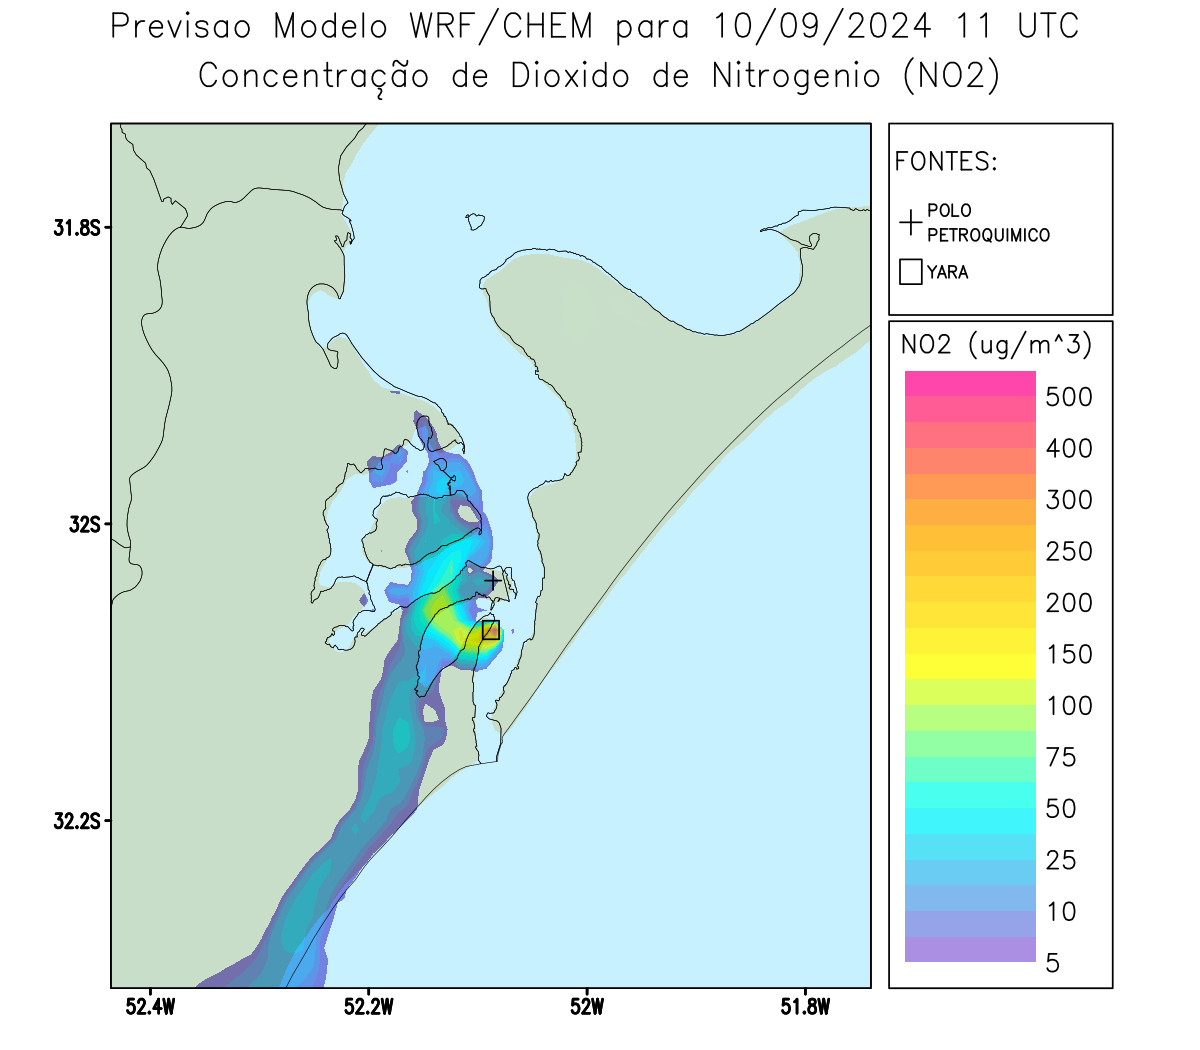 Previsao Modelo WRF/CHEM para 10/09/2024 11 UTC
Concentração de Dioxido de Nitrogenio (NO2)
FONTES:
POLO
PETROQUIMICO
YARA
NO2 (ug/m^3)
500
400
300
250
200
150
100
75
50
25
10
5
31.8S
32S
32.2S
52.4W
52.2W
52W
51.8W